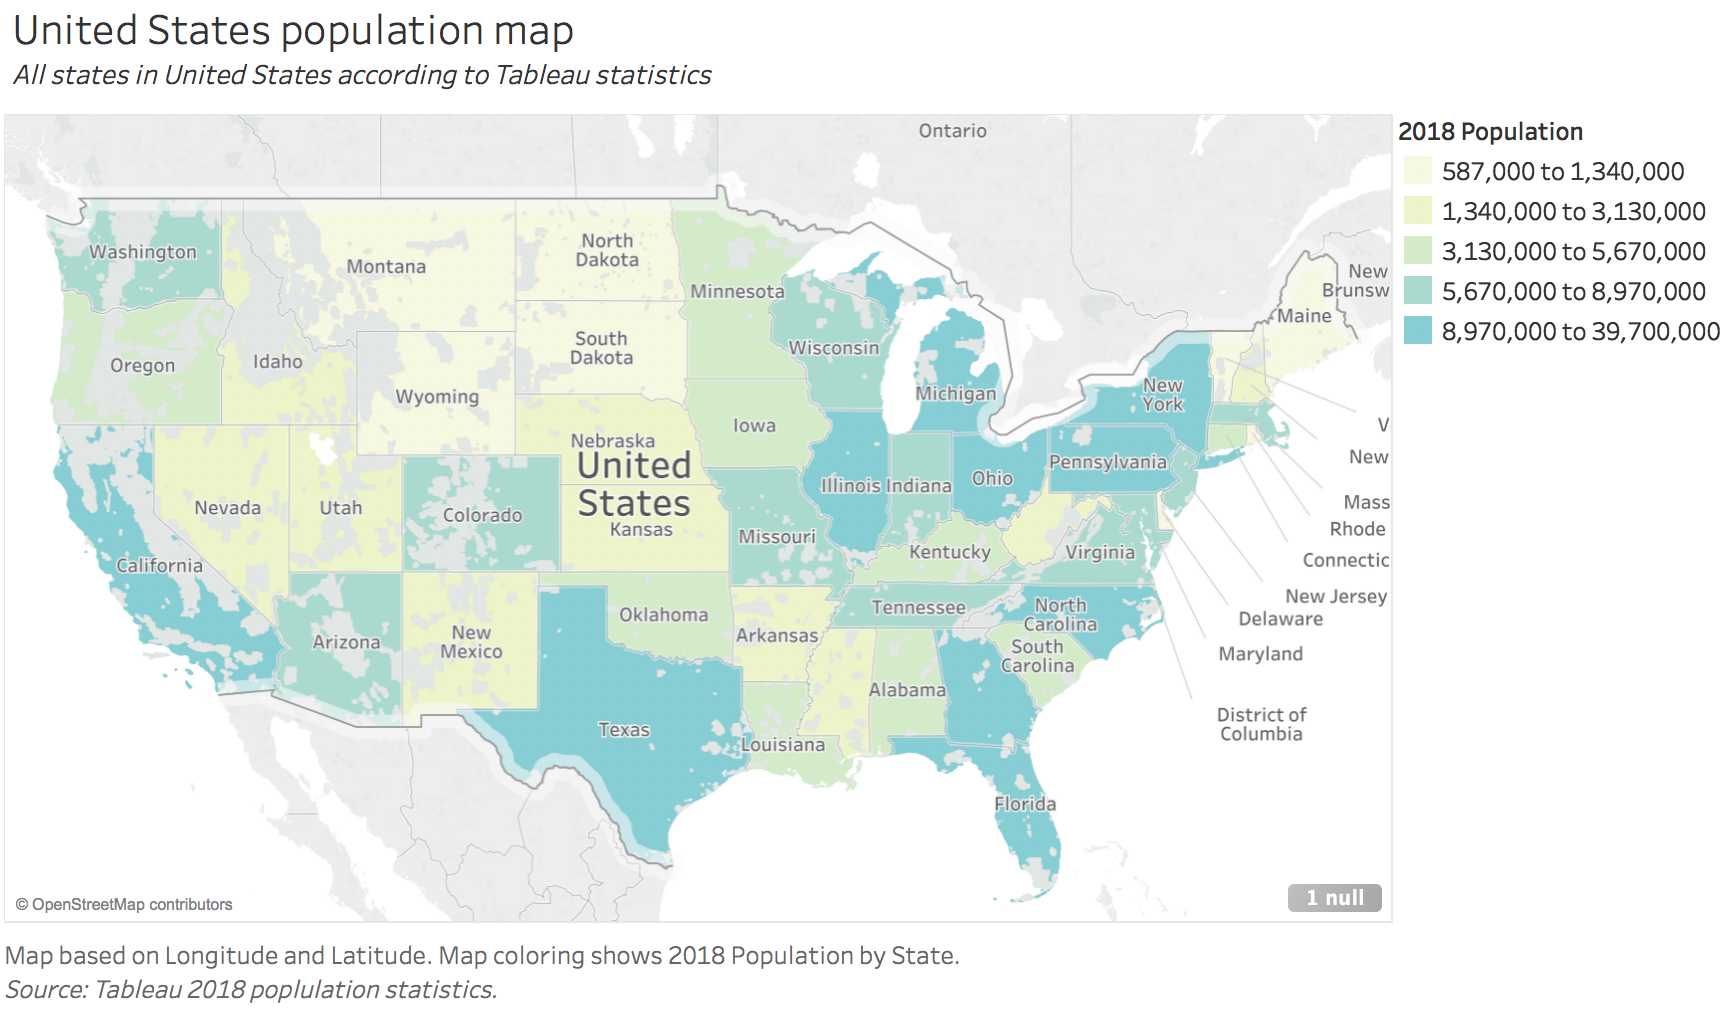 United States population map
All states in United States according to Tableau statistics
2018 Population
587,000 to 1,340,000
1,340,000 to 3,130,000
3,130,000 to 5,670,000
5,670,000 to 8,970,000
8,970,000 to 39,700,000
Ontario
Washington
Montana
North
Dakota
Minnesota
New
Brunsw
Maine
Oregon
Idaho
Wyoming
South
Dakota
Wisconsin
Michigan
New
York
V
New
Mass
Rhode
Connectic
New Jersey
Delaware
Maryland
District of
Columbia
Iowa
Nebraska
United
States
Kansas
Nevada
Utah
Colorado
California
Missouri
Illinois
Indiana
Ohio
Pennsylvania
Kentucky
Virginia
Arizona
New
Mexico
Oklahoma
Arkansas
Tennessee
North
Carolina
South
Carolina
Alabama
Texas
Louisiana
Florida
© OpenStreetMap contributors
1 null
Map based on Longitude and Latitude. Map coloring shows 2018 Population by State.
Source: Tableau 2018 poplulation statistics.